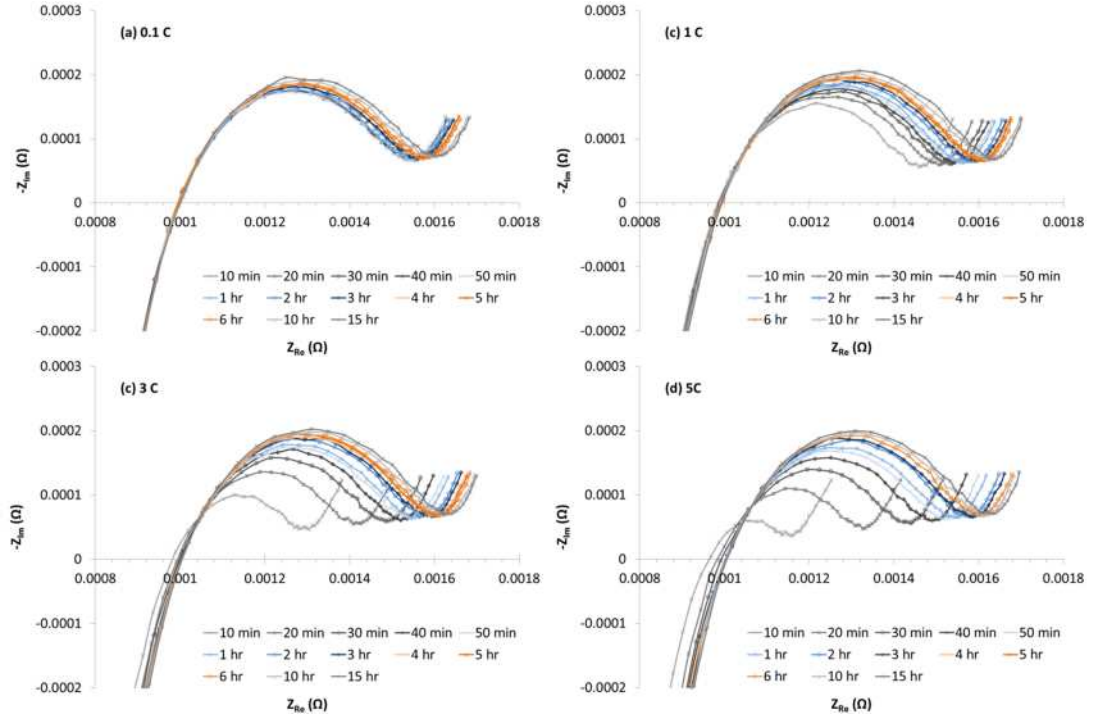 (a) 0.1 C
0.0003
0.0002
0.0001
0
-0.0001
-0.0002
-Z_Im (Ω)
0.0008 0.001 0.0012 0.0014 0.0016 0.0018
10 min 20 min 30 min 40 min 50 min
1 hr 2 hr 3 hr 4 hr 5 hr
6 hr 10 hr 15 hr
Z_Re (Ω)
(c) 1 C
0.0003
0.0002
0.0001
0
-0.0001
-0.0002
-Z_Im (Ω)
0.0008 0.001 0.0012 0.0014 0.0016 0.0018
10 min 20 min 30 min 40 min 50 min
1 hr 2 hr 3 hr 4 hr 5 hr
6 hr 10 hr 15 hr
Z_Re (Ω)
(c) 3 C
0.0003
0.0002
0.0001
0
-0.0001
-0.0002
-Z_Im (Ω)
0.0008 0.001 0.0012 0.0014 0.0016 0.0018
10 min 20 min 30 min 40 min 50 min
1 hr 2 hr 3 hr 4 hr 5 hr
6 hr 10 hr 15 hr
Z_Re (Ω)
(d) 5C
0.0003
0.0002
0.0001
0
-0.0001
-0.0002
-Z_Im (Ω)
0.0008 0.001 0.0012 0.0014 0.0016 0.0018
10 min 20 min 30 min 40 min 50 min
1 hr 2 hr 3 hr 4 hr 5 hr
6 hr 10 hr 15 hr
Z_Re (Ω)